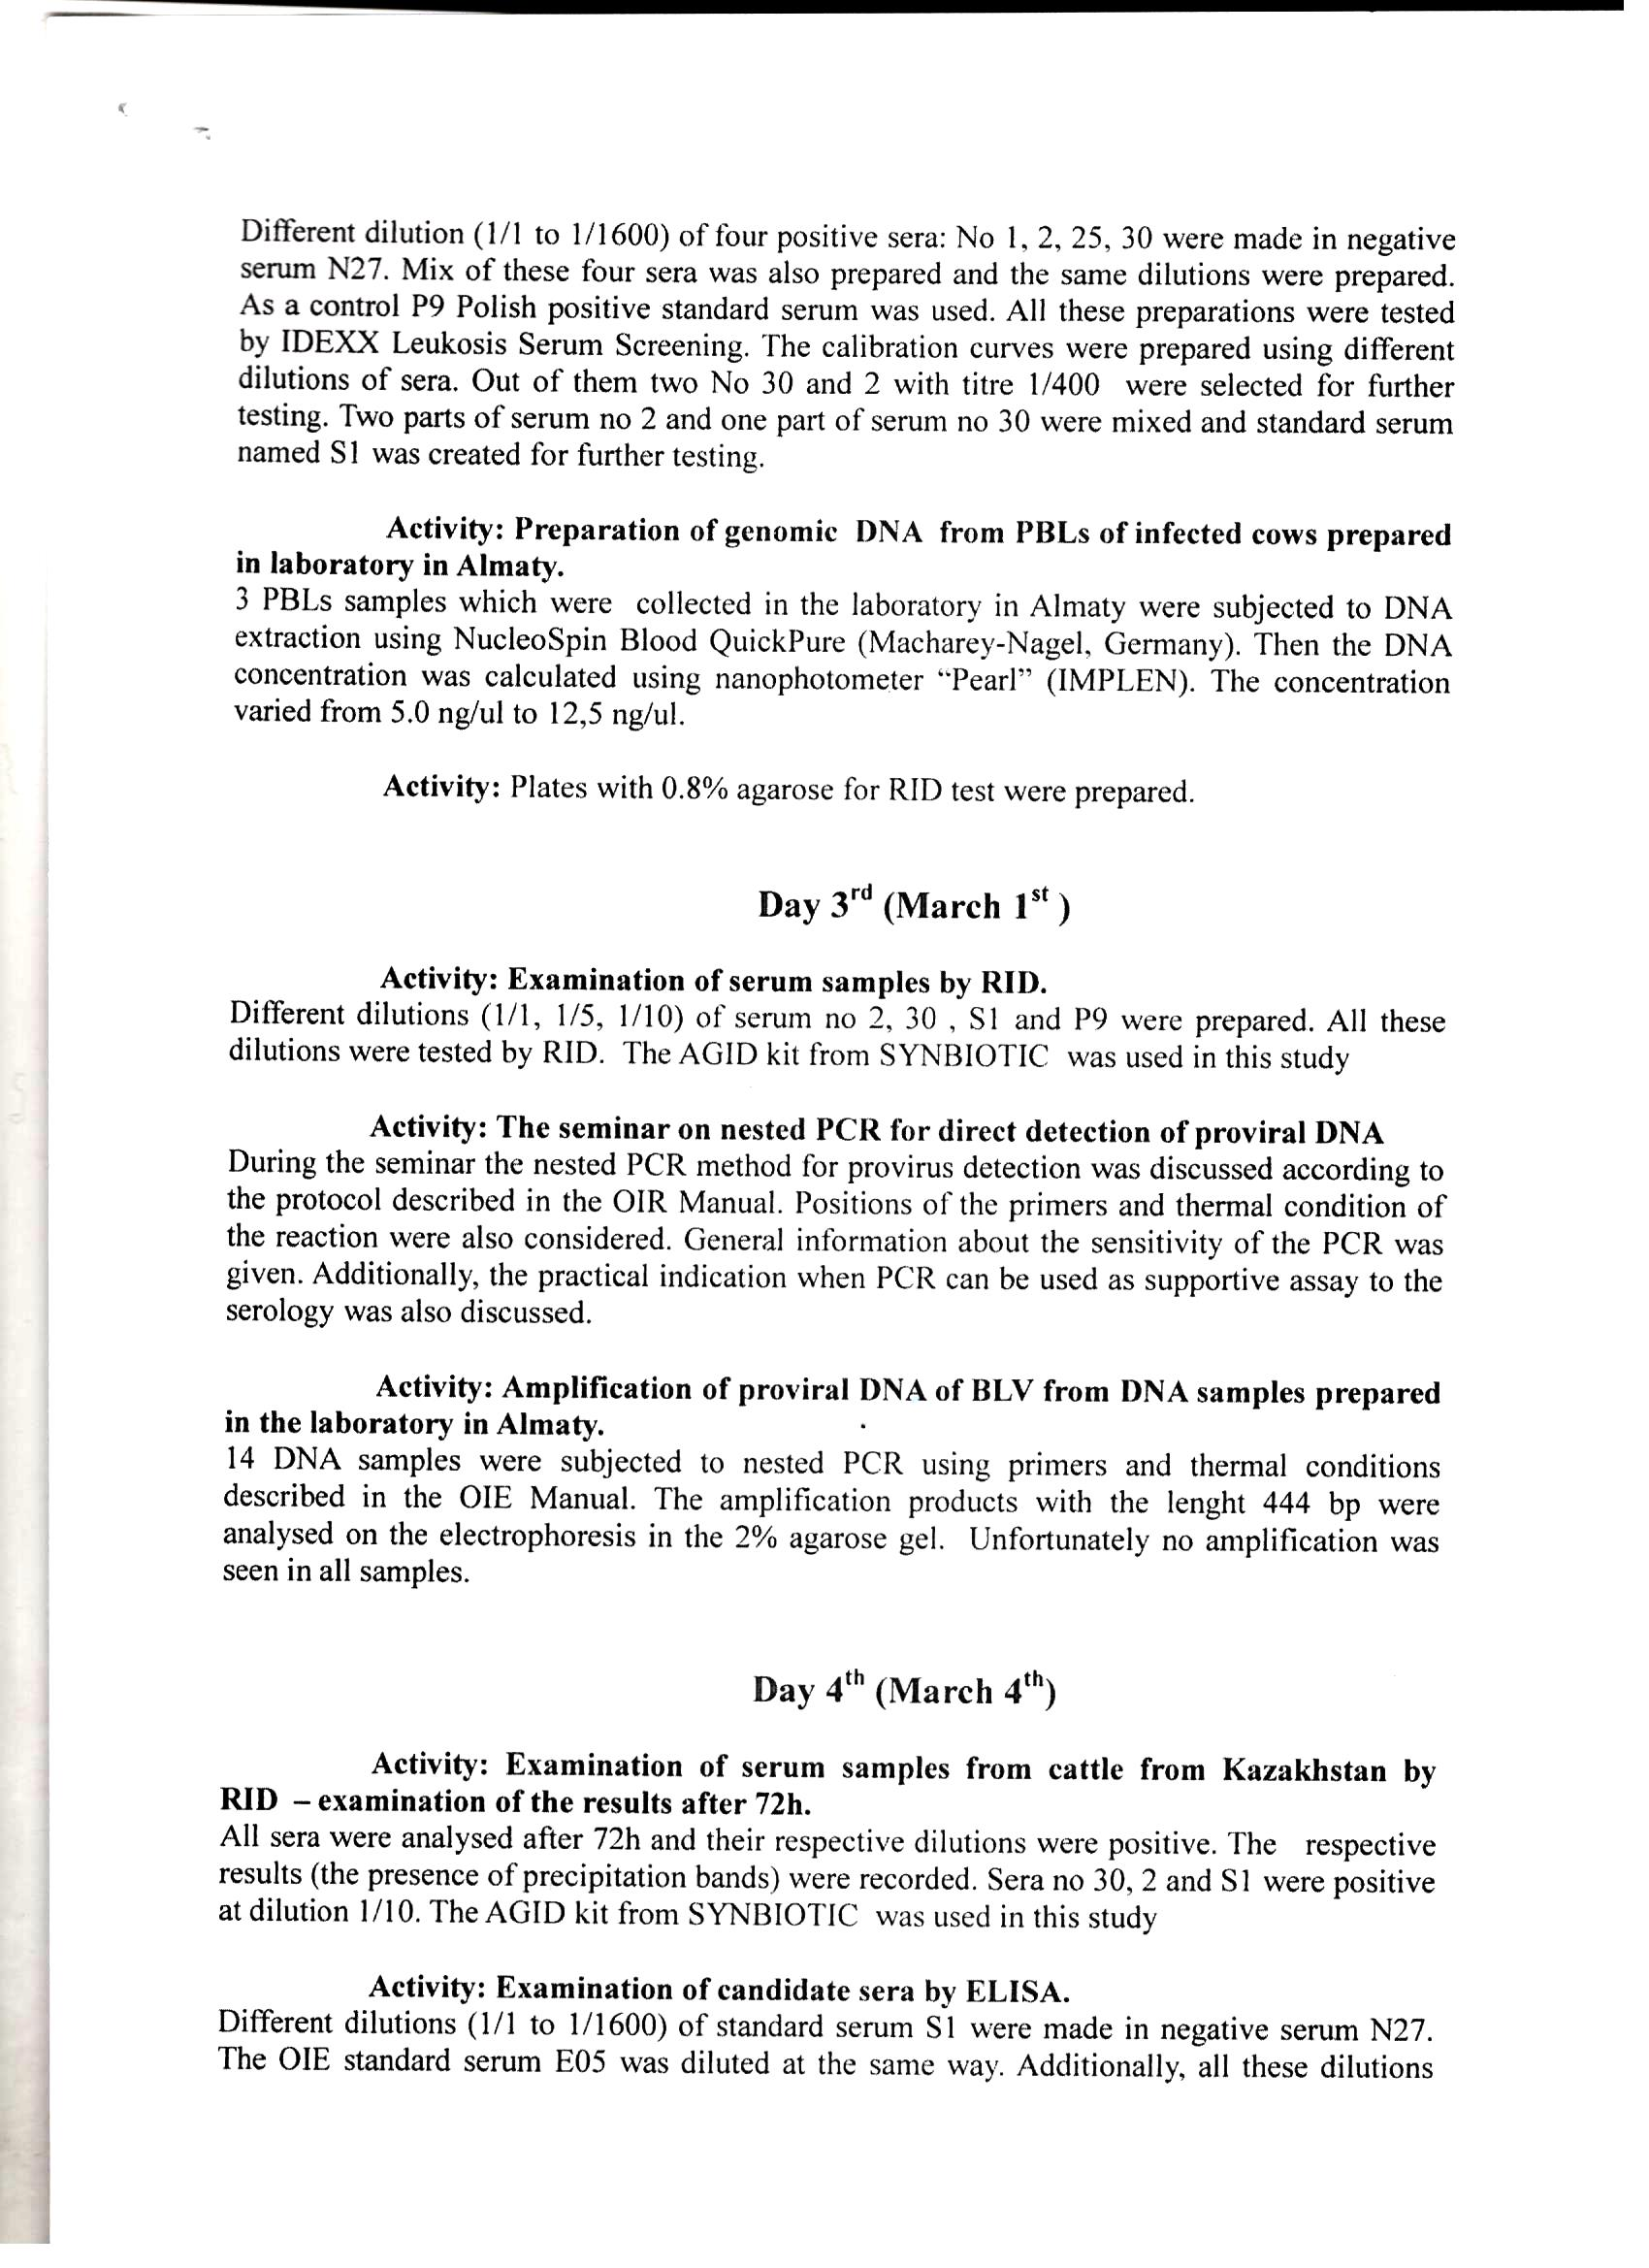 Different dilution (1/1 to 1/1600) of four positive sera: No 1, 2, 25, 30 were made in negative
serum N27. Mix of these four sera was also prepared and the same dilutions were prepared.
As a control P9 Polish positive standard serum was used. All these preparations were tested
by IDEXX Leukosis Serum Screening. The calibration curves were prepared using different
dilutions of sera. Out of them two No 30 and 2 with titre 1/400 were selected for further
testing. Two parts of serum no 2 and one part of serum no 30 were mixed and standard serum
named S1 was created for further testing.
Activity: Preparation of genomic DNA from PBLs of infected cows prepared
in laboratory in Almaty.
3 PBLs samples which were collected in the laboratory in Almaty were subjected to DNA
extraction using NucleoSpin Blood QuickPure (Macharey-Nagel, Germany). Then the DNA
concentration was calculated using nanophotometer “Pearl” (IMPLEN). The concentration
varied from 5.0 ng/ul to 12,5 ng/ul.
Activity: Plates with 0.8% agarose for RID test were prepared.
Day 3rd (March 1st )
Activity: Examination of serum samples by RID.
Different dilutions (1/1, 1/5, 1/10) of serum no 2, 30 , S1 and P9 were prepared. All these
dilutions were tested by RID. The AGID kit from SYNBIOTIC was used in this study
Activity: The seminar on nested PCR for direct detection of proviral DNA
During the seminar the nested PCR method for provirus detection was discussed according to
the protocol described in the OIR Manual. Positions of the primers and thermal condition of
the reaction were also considered. General information about the sensitivity of the PCR was
given. Additionally, the practical indication when PCR can be used as supportive assay to the
serology was also discussed.
Activity: Amplification of proviral DNA of BLV from DNA samples prepared
in the laboratory in Almaty.
14 DNA samples were subjected to nested PCR using primers and thermal conditions
described in the OIE Manual. The amplification products with the lenght 444 bp were
analysed on the electrophoresis in the 2% agarose gel. Unfortunately no amplification was
seen in all samples.
Day 4th (March 4th)
Activity: Examination of serum samples from cattle from Kazakhstan by
RID – examination of the results after 72h.
All sera were analysed after 72h and their respective dilutions were positive. The respective
results (the presence of precipitation bands) were recorded. Sera no 30, 2 and S1 were positive
at dilution 1/10. The AGID kit from SYNBIOTIC was used in this study
Activity: Examination of candidate sera by ELISA.
Different dilutions (1/1 to 1/1600) of standard serum S1 were made in negative serum N27.
The OIE standard serum E05 was diluted at the same way. Additionally, all these dilutions